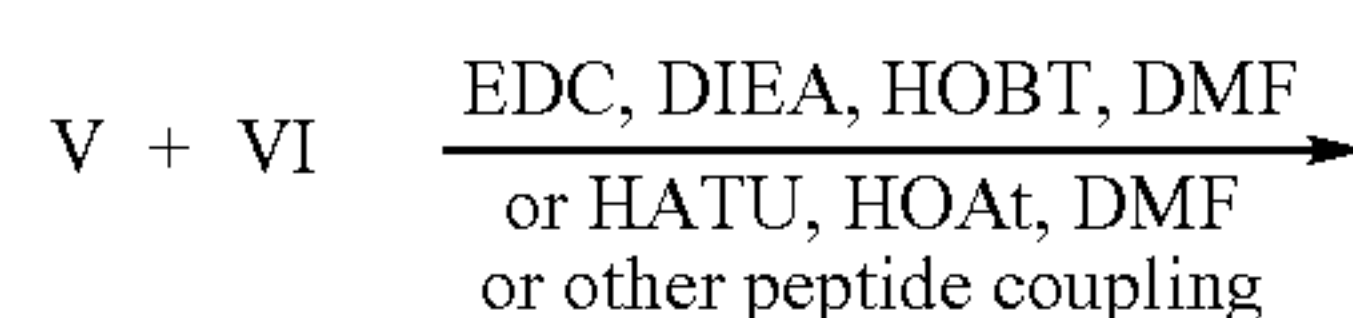 EDC, DIEA, HOBT, DMF
V + VI
or HATU, HOAt, DMF
or other peptide coupling